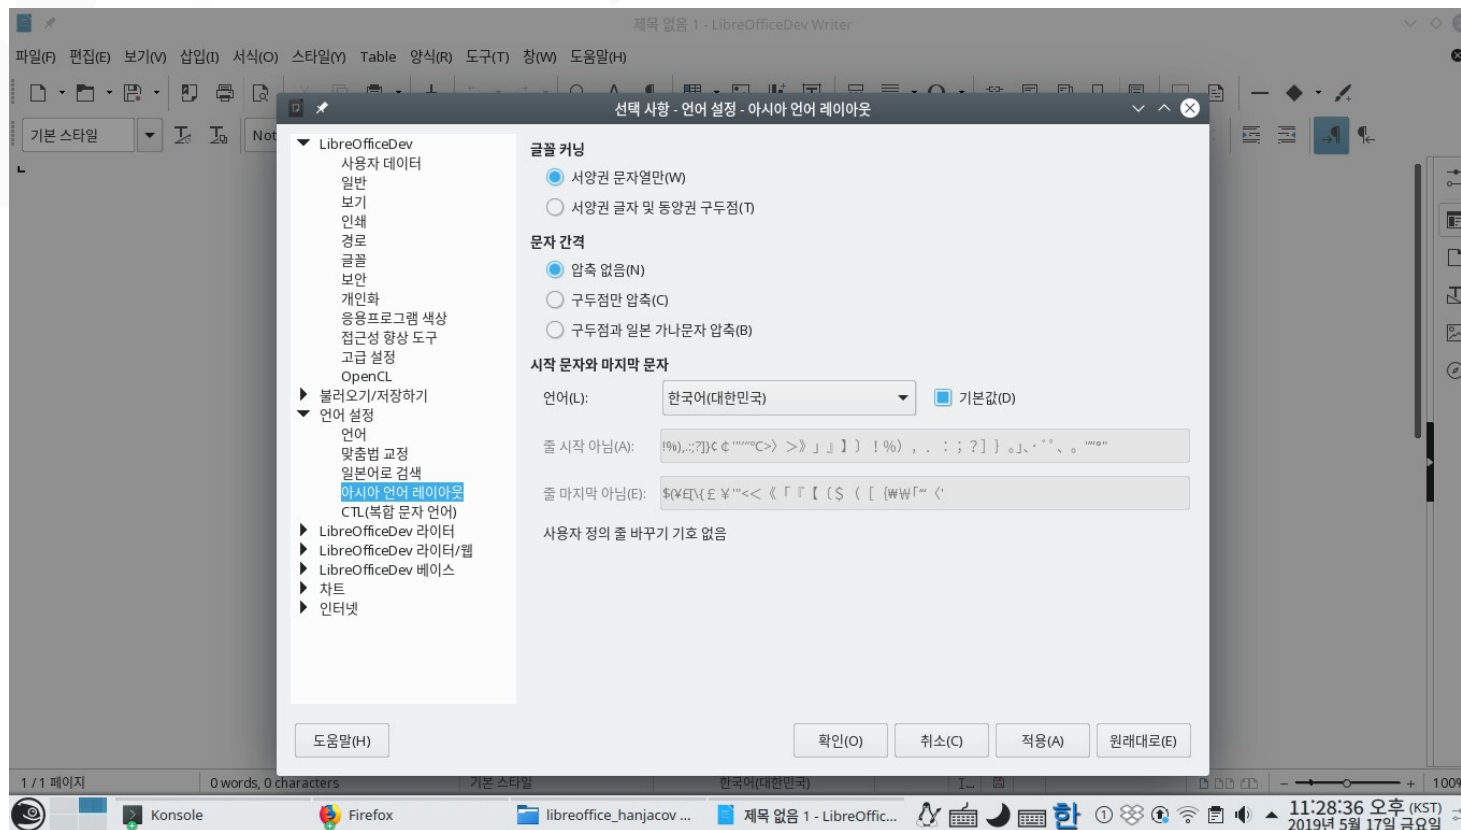 제목 없음 1 - LibreOfficeDev Writer
파일(F) 편집(E) 보기(V) 삽입(I) 서식(O) 스타일(Y) Table 양식(R) 도구(T) 창(W) 도움말(H)
선택 사항 - 언어 설정 - 아시아 언어 레이아웃
기본 스타일
Not
LibreOfficeDev
사용자 데이터
일반
보기
인쇄
경로
글꼴
보안
개인화
응용프로그램 색상
접근성 향상 도구
고급 설정
OpenCL
불러오기/저장하기
언어 설정
언어
맞춤법 교정
일본어로 검색
아시아 언어 레이아웃
CTL(복합 문자 언어)
LibreOfficeDev 라이터
LibreOfficeDev 라이터/웹
LibreOfficeDev 베이스
차트
인터넷
글꼴 커닝
서양권 문자열만(W)
서양권 글자 및 동양권 구두점(T)
문자 간격
압축 없음(N)
구두점만 압축(C)
구두점과 일본 가나문자 압축(B)
시작 문자와 마지막 문자
언어(L): 한국어(대한민국) 기본값(D)
줄 시작 아님(A):
줄 마지막 아님(E):
사용자 정의 줄 바꾸기 기호 없음
도움말(H) 확인(O) 취소(C) 적용(A) 원래대로(E)
1 / 1 페이지 0 words, 0 characters 기본 스타일 한국어(대한민국) 100%
Konsole Firefox libreoffice_hanjacov ... 제목 없음 1 - LibreOffic... 한 11:28:36 오후 (KST)
2019년 5월 17일 금요일